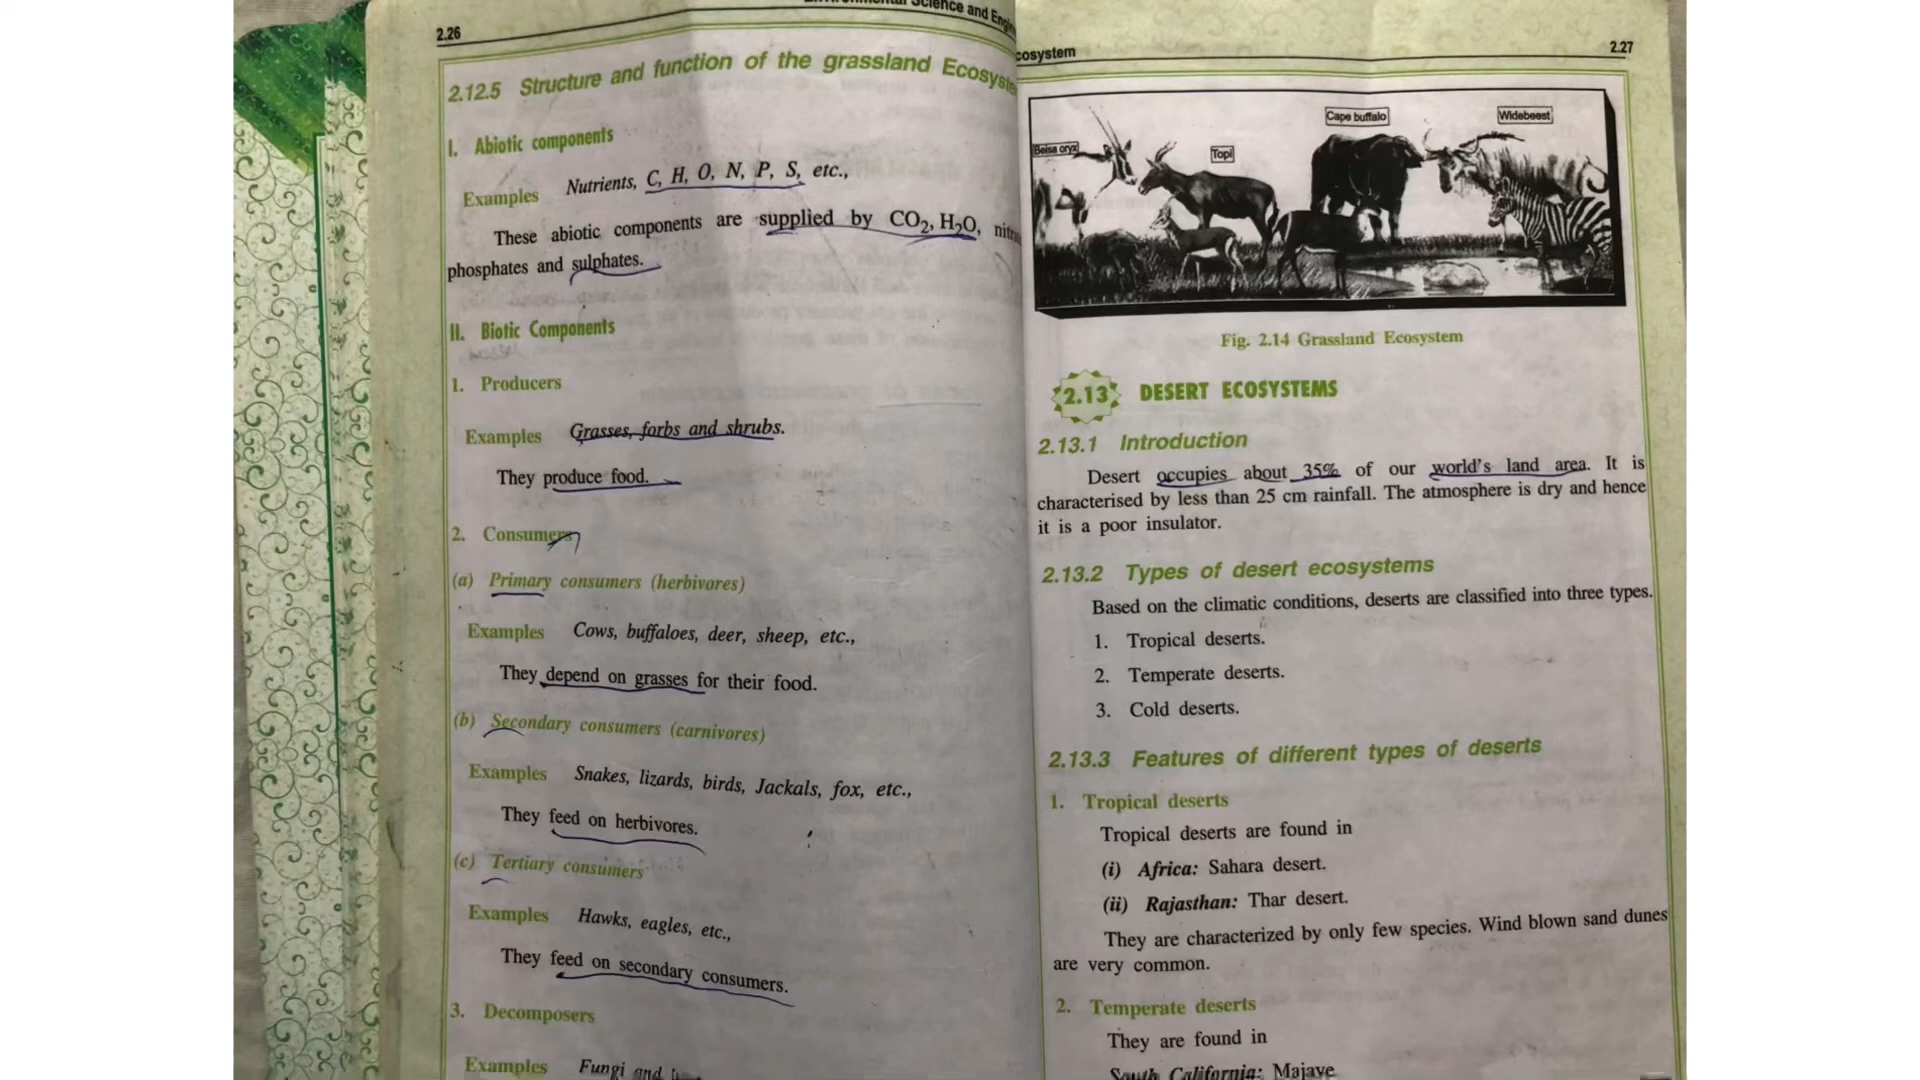 2.26
Science and
2.12.5 Structure and function of the grassland
I. Abiotic components
Examples Nutrients, C, H, O, N, P, S, etc.,
These abiotic components are supplied by CO2, H2O,
phosphates and sulphates.
II. Biotic Components
1. Producers
Examples Grasses, forbs and shrubs.
They produce food.
2. Consumers
(a) Primary consumers (herbivores)
Examples Cows, buffaloes, deer, sheep, etc.,
They depend on grasses for their food.
(b) Secondary consumers (carnivores)
Examples Snakes, lizards, birds, Jackals, fox, etc.,
They feed on herbivores.
(c) Tertiary consumers
Examples Hawks, eagles, etc.,
They feed on secondary consumers.
3. Decomposers
Examples Fungi and
cosystem 2.27
Beisa oryx
Topi
Cape buffalo
Widebeest
Fig. 2.14 Grassland Ecosystem
2.13 DESERT ECOSYSTEMS
2.13.1 Introduction
Desert occupies about 35% of our world's land area. It is
characterised by less than 25 cm rainfall. The atmosphere is dry and hence
it is a poor insulator.
2.13.2 Types of desert ecosystems
Based on the climatic conditions, deserts are classified into three types.
1. Tropical deserts.
2. Temperate deserts.
3. Cold deserts.
2.13.3 Features of different types of deserts
1. Tropical deserts
Tropical deserts are found in
(i) Africa: Sahara desert.
(ii) Rajasthan: Thar desert.
They are characterized by only few species. Wind blown sand dunes
are very common.
2. Temperate deserts
They are found in
South California: Majave